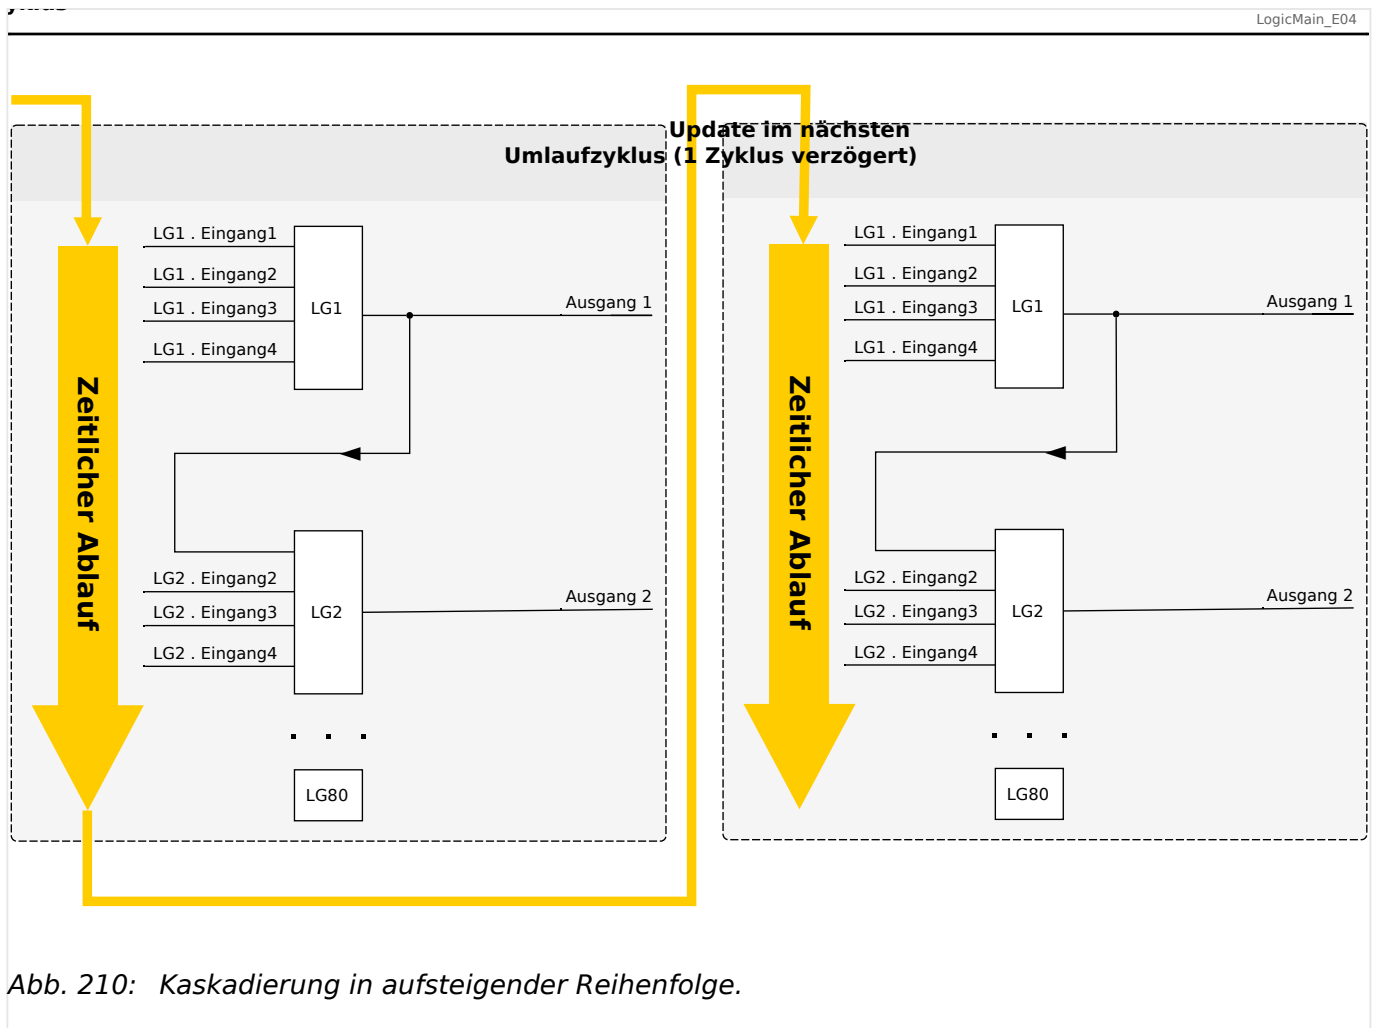 LogicMain_E04
Update im nächsten
Umlaufzyklus (1 Zyklus verzögert)
LG1 . Eingang1
LG1 . Eingang2
LG1 . Eingang3
LG1 . Eingang4
LG1
Ausgang 1
Zeitlicher Ablauf
LG2 . Eingang2
LG2 . Eingang3
LG2 . Eingang4
LG2
Ausgang 2
LG80
LG1 . Eingang1
LG1 . Eingang2
LG1 . Eingang3
LG1 . Eingang4
LG1
Ausgang 1
Zeitlicher Ablauf
LG2 . Eingang2
LG2 . Eingang3
LG2 . Eingang4
LG2
Ausgang 2
LG80
Abb. 210: Kaskadierung in aufsteigender Reihenfolge.